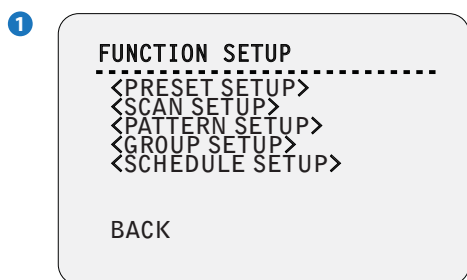 1
FUNCTION SETUP
<PRESET SETUP>
<SCAN SETUP>
<PATTERN SETUP>
<GROUP SETUP>
<SCHEDULE SETUP>
BACK